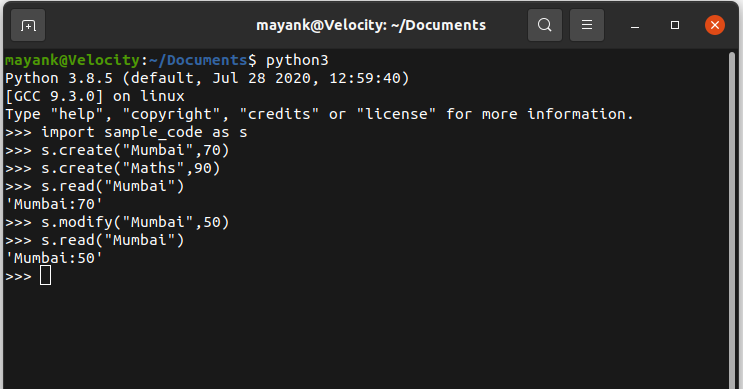 mayank@Velocity: ~/Documents
mayank@Velocity:~/Documents$ python3
Python 3.8.5 (default, Jul 28 2020, 12:59:40)
[GCC 9.3.0] on linux
Type "help", "copyright", "credits" or "license" for more information.
>>> import sample_code as s
>>> s.create("Mumbai",70)
>>> s.create("Maths",90)
>>> s.read("Mumbai")
'Mumbai:70'
>>> s.modify("Mumbai",50)
>>> s.read("Mumbai")
'Mumbai:50'
>>>